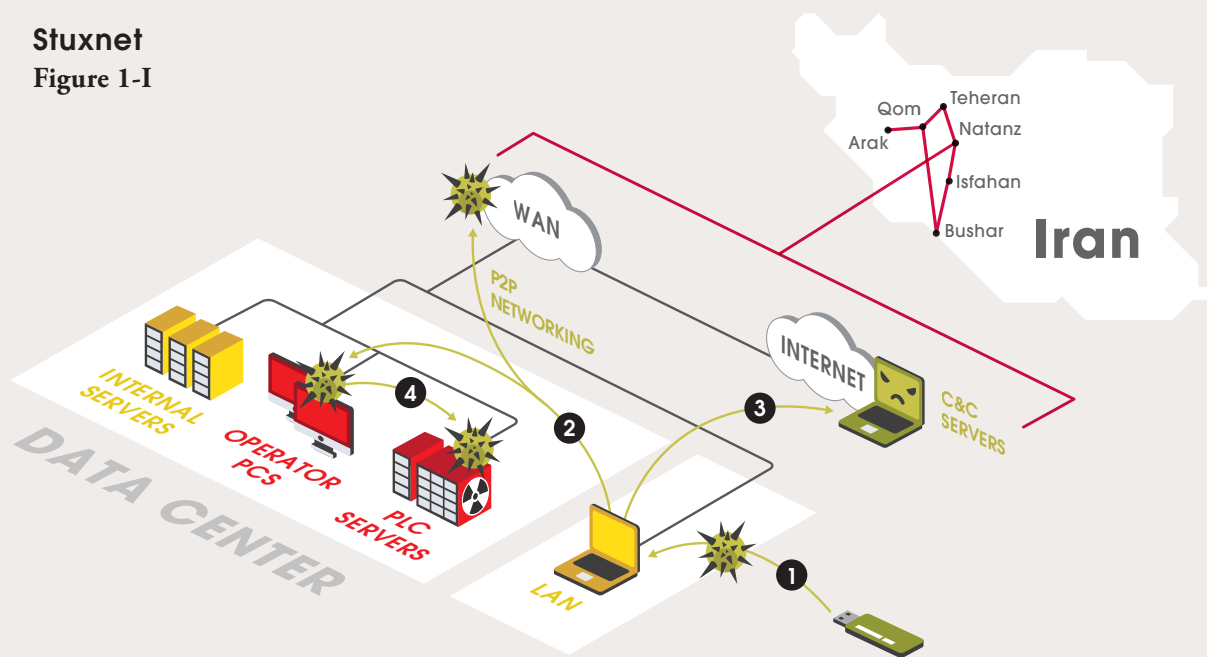 Stuxnet
Figure 1-I
Teheran
Qom
Natanz
Arak
Isfahan
Bushar
Iran
WAN
P2P
NETWORKING
INTERNET
C&C
SERVERS
INTERNAL
SERVERS
OPERATOR
PCS
PLC
SERVERS
DATA CENTER
LAN
4
2
3
1